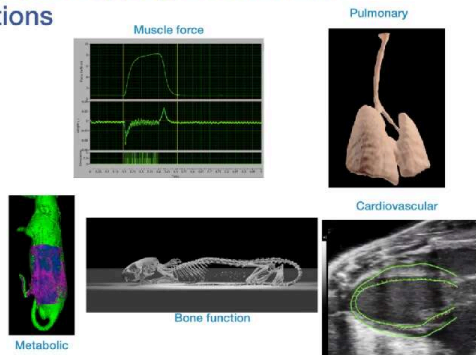 tions
Muscle force
Pulmonary
Cardiovascular
Metabolic
Bone function